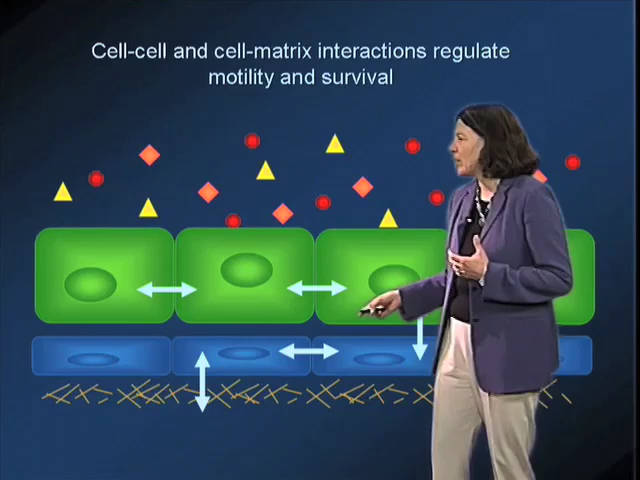 Cell-cell and cell-matrix interactions regulate
motility and survival